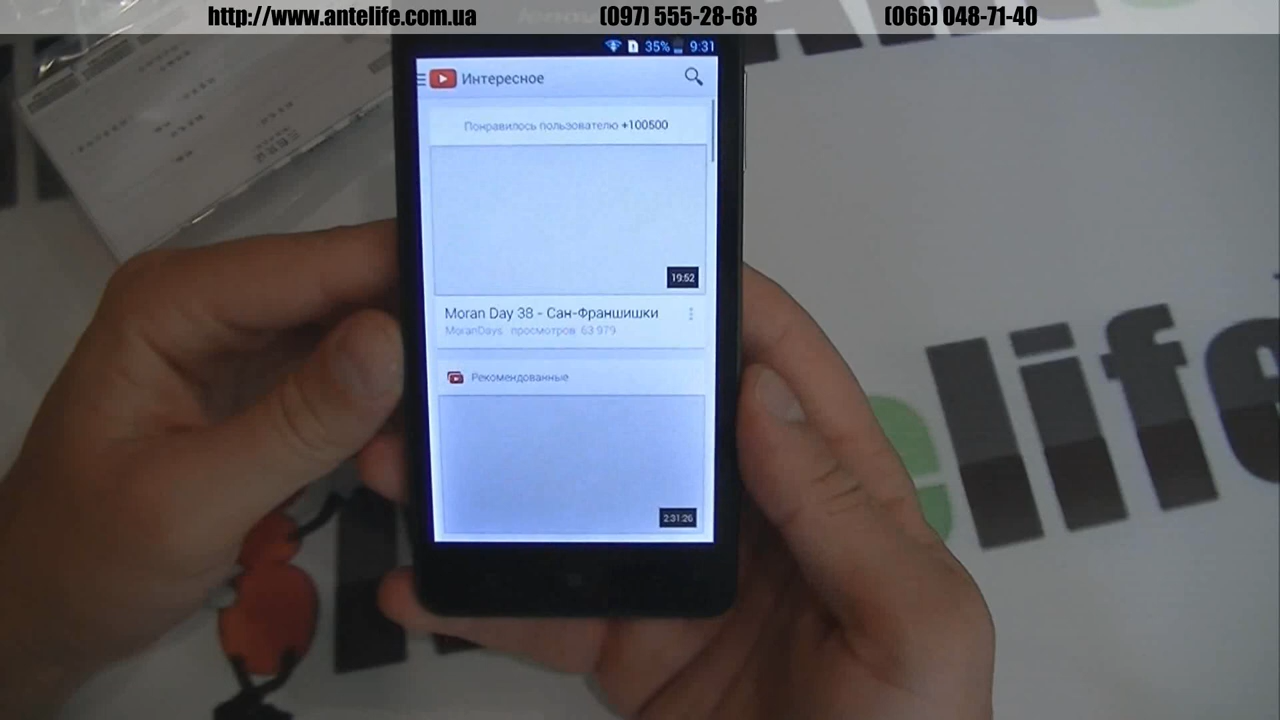 http://www.antelife.com.ua (097) 555-28-68 (066) 048-71-40
35% 9:31
Интересное
Понравилось пользователю +100500
19:52
Moran Day 38 - Сан-Франшишки
MoranDays просмотров: 63 979
Рекомендованные
2:31:26
elife